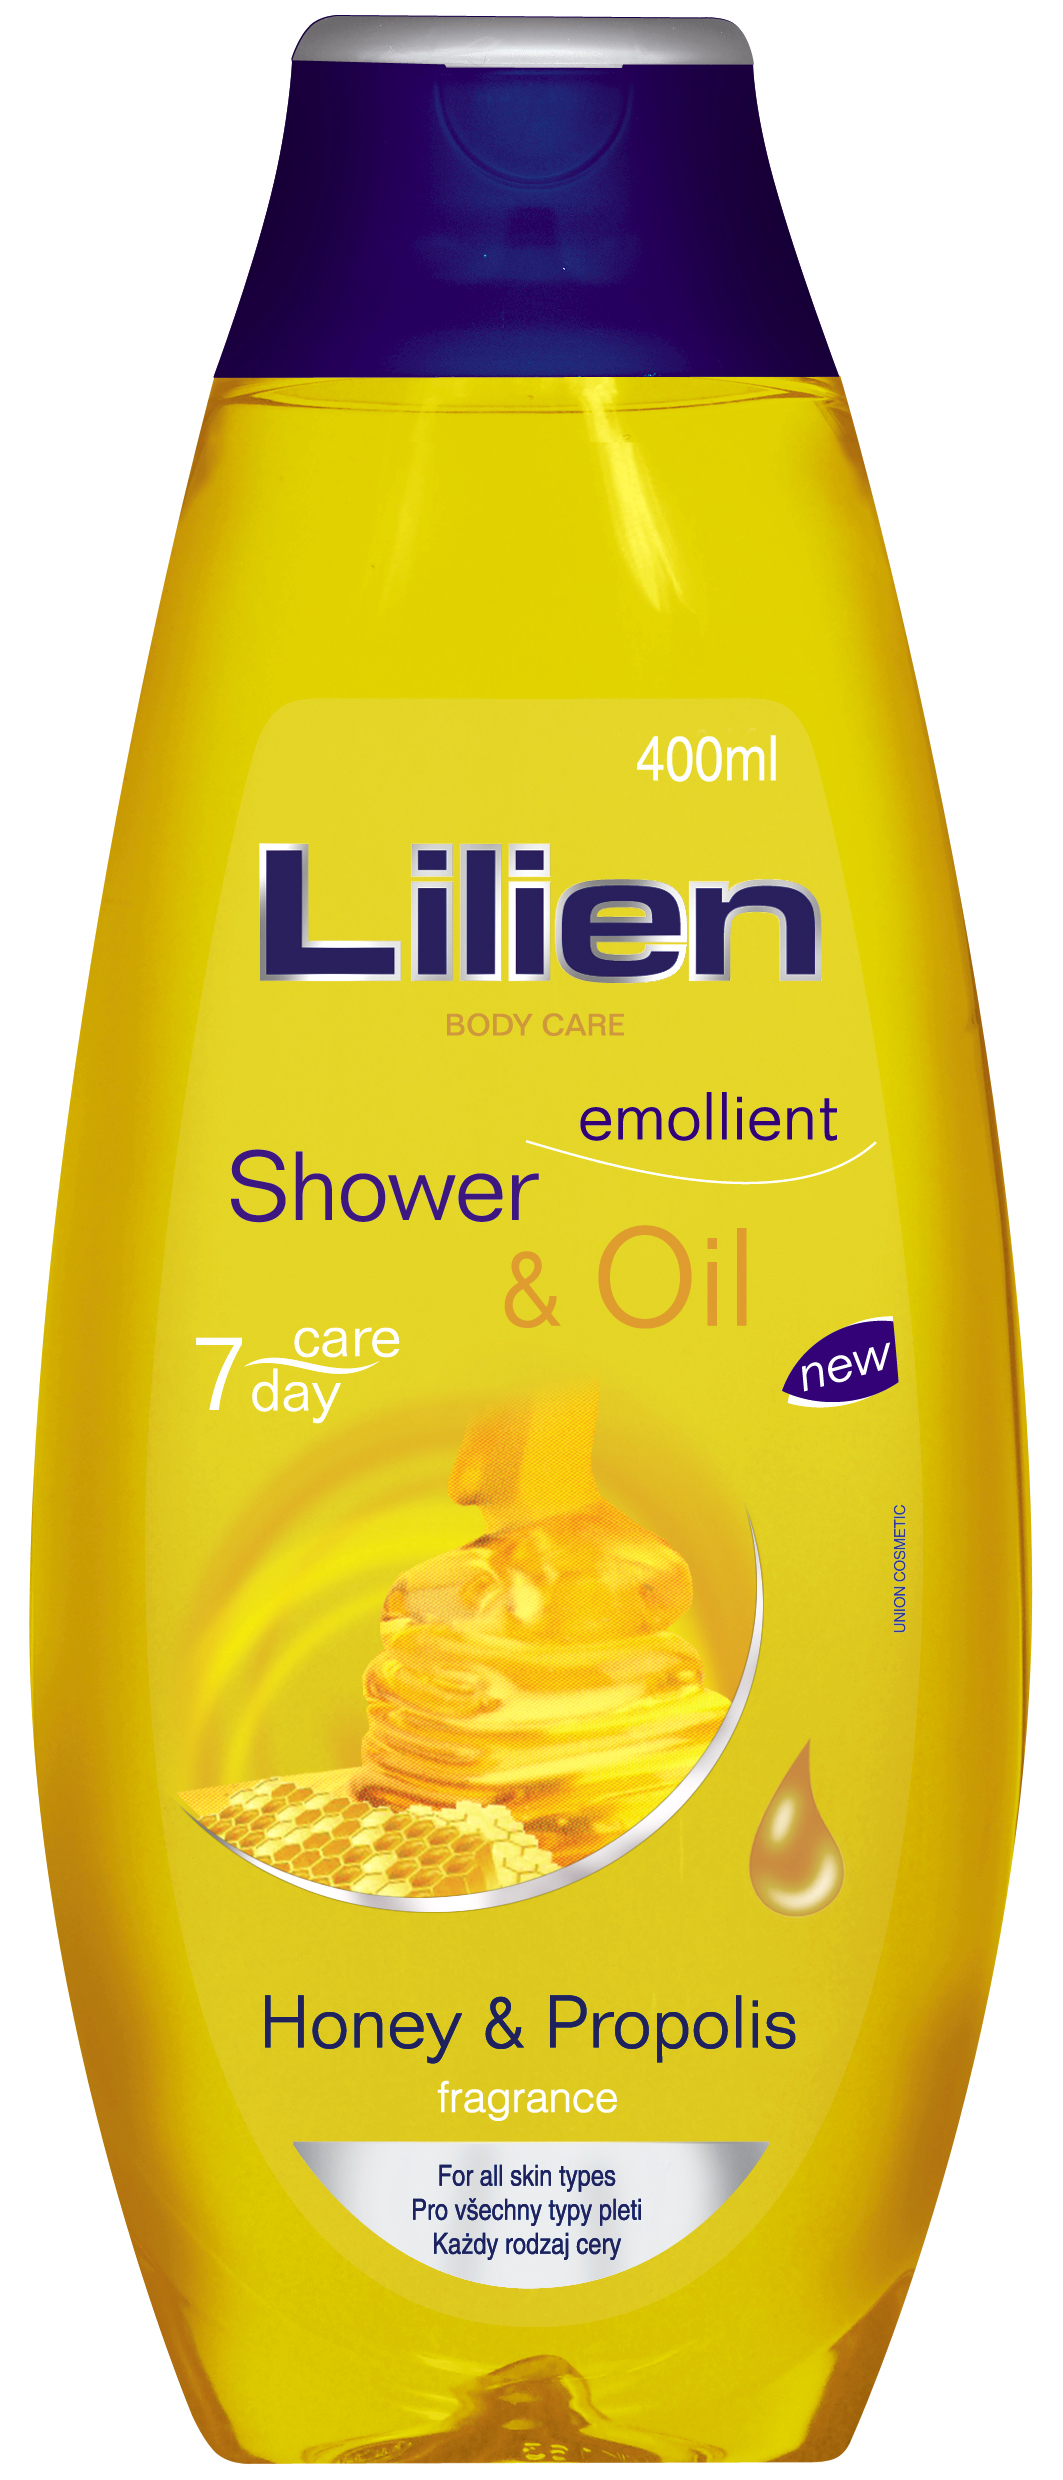 400ml
Lilien
BODY CARE
emollient
Shower
& Oil
7 care
day
new
UNION COSMETIC
Honey & Propolis
fragrance
For all skin types
Pro všechny typy pleti
Każdy rodzaj cery